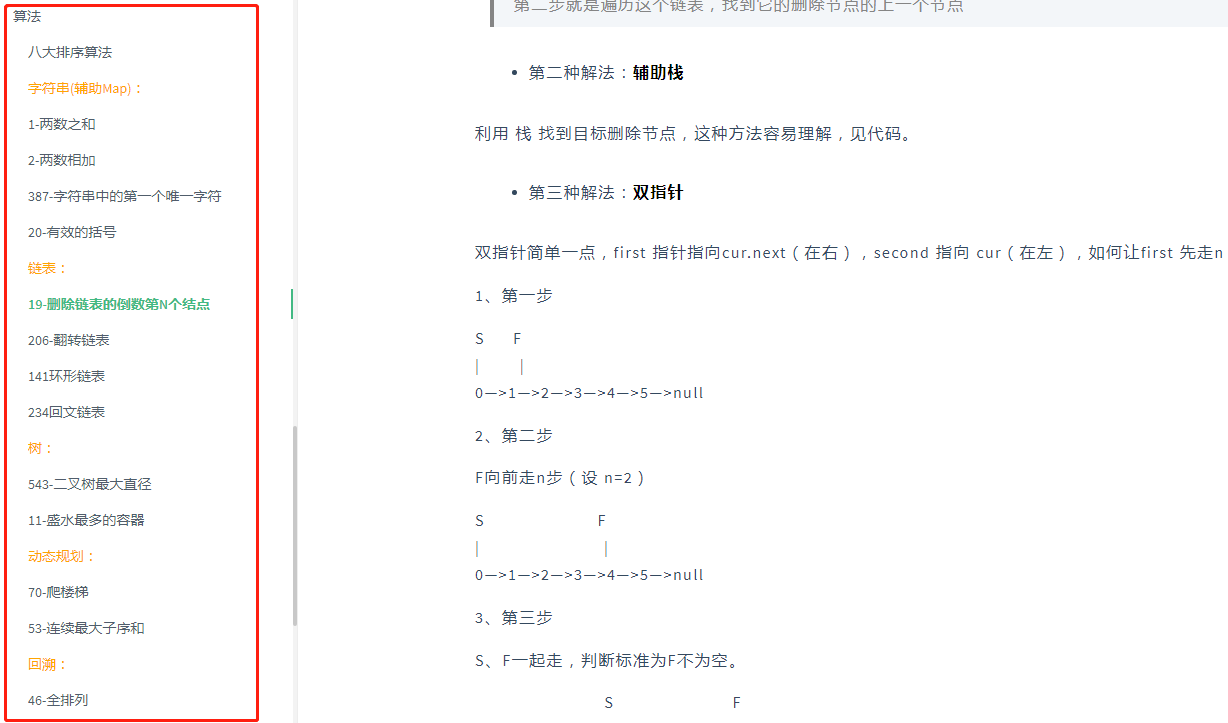 算法
八大排序算法
字符串(辅助Map)：
1-两数之和
2-两数相加
387-字符串中的第一个唯一字符
20-有效的括号
链表：
19-删除链表的倒数第N个结点
206-翻转链表
141环形链表
234回文链表
树：
543-二叉树最大直径
11-盛水最多的容器
动态规划：
70-爬楼梯
53-连续最大子序和
回溯：
46-全排列
第二步就是遍历这个链表，找到它的删除节点的上一个节点
• 第二种解法：辅助栈
利用 栈 找到目标删除节点，这种方法容易理解，见代码。
• 第三种解法：双指针
双指针简单一点，first 指针指向cur.next（在右），second 指向 cur（在左），如何让first 先走n
1、第一步
S F
| |
0—>1—>2—>3—>4—>5—>null
2、第二步
F向前走n步（设 n=2）
S F
| |
0—>1—>2—>3—>4—>5—>null
3、第三步
S、F一起走，判断标准为F不为空。
S F